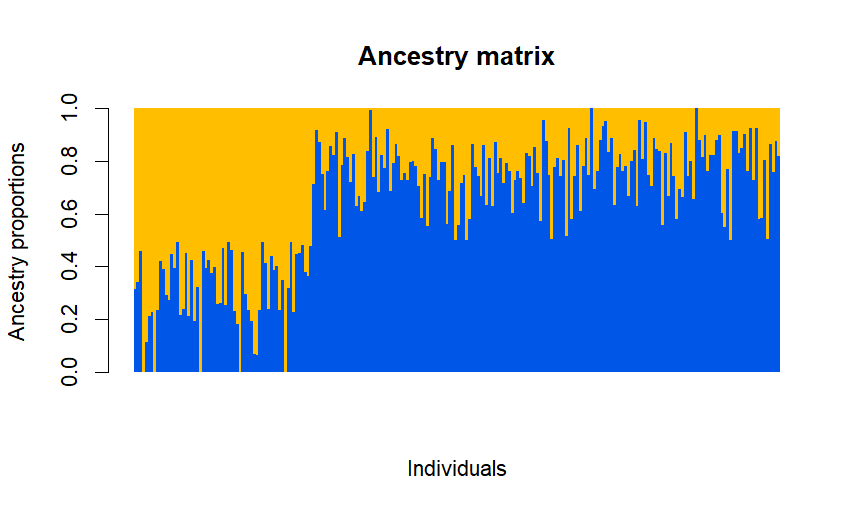 Ancestry matrix
Ancestry proportions
1.0
0.8
0.6
0.4
0.2
0.0
Individuals